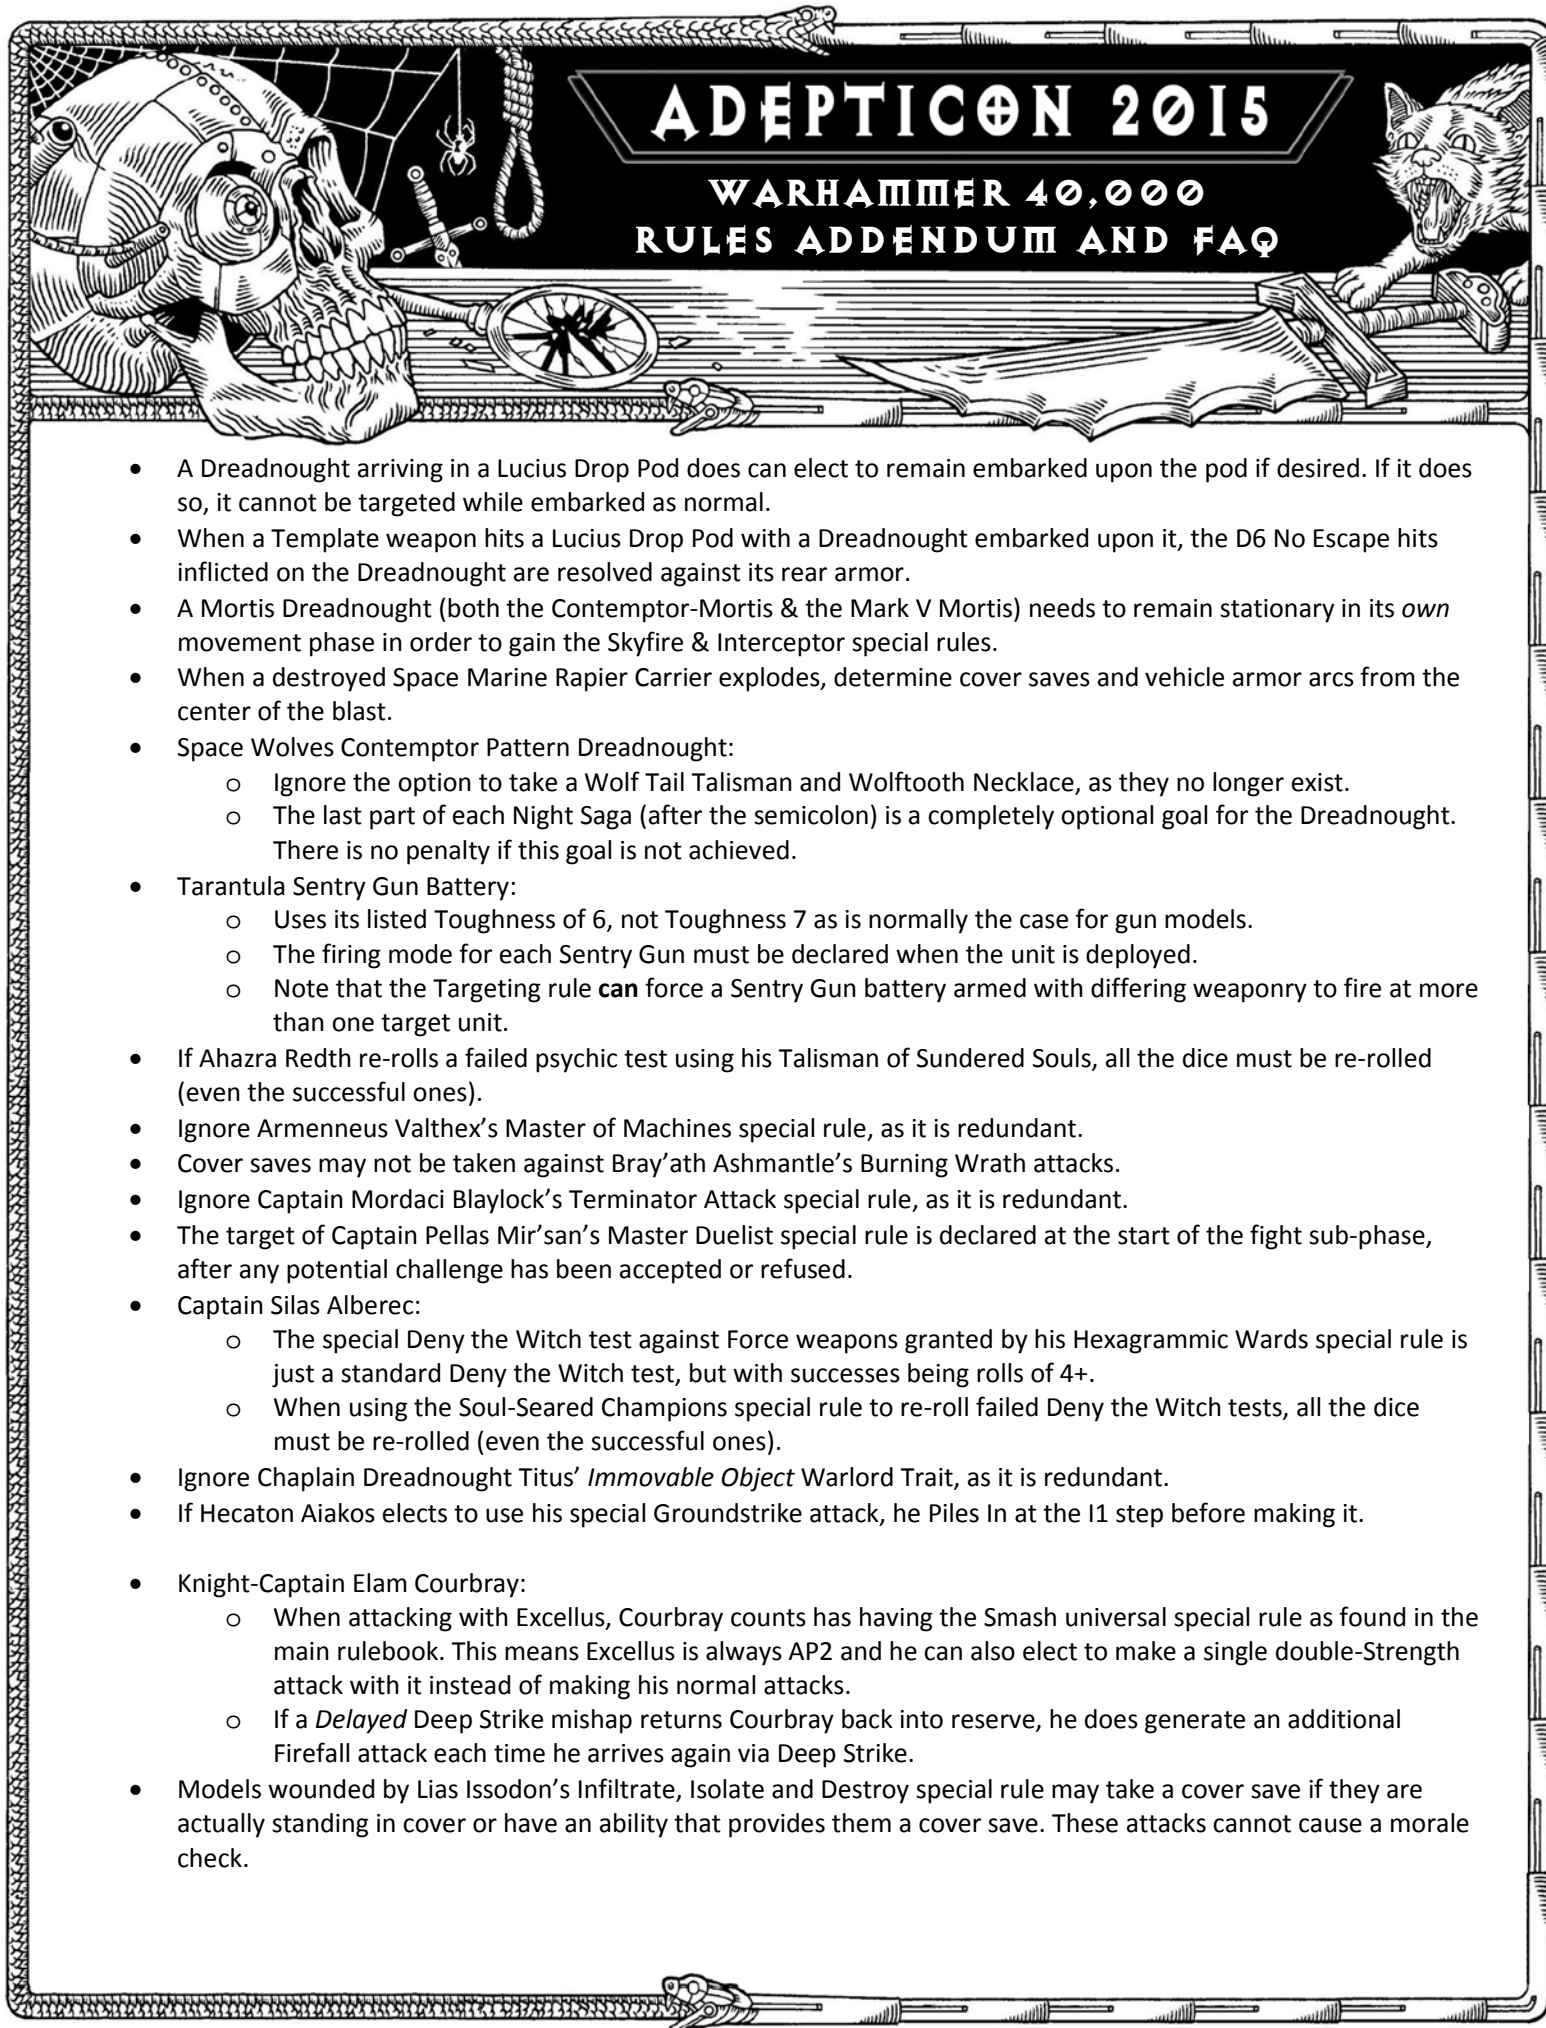 ADEPTICON 2015
WARHAMMER 40,000
RULES ADDENDUM AND FAQ
• A Dreadnought arriving in a Lucius Drop Pod does can elect to remain embarked upon the pod if desired. If it does
so, it cannot be targeted while embarked as normal.
• When a Template weapon hits a Lucius Drop Pod with a Dreadnought embarked upon it, the D6 No Escape hits
inflicted on the Dreadnought are resolved against its rear armor.
• A Mortis Dreadnought (both the Contemptor-Mortis & the Mark V Mortis) needs to remain stationary in its own
movement phase in order to gain the Skyfire & Interceptor special rules.
• When a destroyed Space Marine Rapier Carrier explodes, determine cover saves and vehicle armor arcs from the
center of the blast.
• Space Wolves Contemptor Pattern Dreadnought:
o Ignore the option to take a Wolf Tail Talisman and Wolftooth Necklace, as they no longer exist.
o The last part of each Night Saga (after the semicolon) is a completely optional goal for the Dreadnought.
There is no penalty if this goal is not achieved.
• Tarantula Sentry Gun Battery:
o Uses its listed Toughness of 6, not Toughness 7 as is normally the case for gun models.
o The firing mode for each Sentry Gun must be declared when the unit is deployed.
o Note that the Targeting rule can force a Sentry Gun battery armed with differing weaponry to fire at more
than one target unit.
• If Ahazra Redth re-rolls a failed psychic test using his Talisman of Sundered Souls, all the dice must be re-rolled
(even the successful ones).
• Ignore Armenneus Valthex’s Master of Machines special rule, as it is redundant.
• Cover saves may not be taken against Bray’ath Ashmantle’s Burning Wrath attacks.
• Ignore Captain Mordaci Blaylock’s Terminator Attack special rule, as it is redundant.
• The target of Captain Pellas Mir’san’s Master Duelist special rule is declared at the start of the fight sub-phase,
after any potential challenge has been accepted or refused.
• Captain Silas Alberec:
o The special Deny the Witch test against Force weapons granted by his Hexagrammic Wards special rule is
just a standard Deny the Witch test, but with successes being rolls of 4+.
o When using the Soul-Seared Champions special rule to re-roll failed Deny the Witch tests, all the dice
must be re-rolled (even the successful ones).
• Ignore Chaplain Dreadnought Titus’ Immovable Object Warlord Trait, as it is redundant.
• If Hecaton Aiakos elects to use his special Groundstrike attack, he Piles In at the I1 step before making it.
• Knight-Captain Elam Courbray:
o When attacking with Excellus, Courbray counts has having the Smash universal special rule as found in the
main rulebook. This means Excellus is always AP2 and he can also elect to make a single double-Strength
attack with it instead of making his normal attacks.
o If a Delayed Deep Strike mishap returns Courbray back into reserve, he does generate an additional
Firefall attack each time he arrives again via Deep Strike.
• Models wounded by Lias Issodon’s Infiltrate, Isolate and Destroy special rule may take a cover save if they are
actually standing in cover or have an ability that provides them a cover save. These attacks cannot cause a morale
check.